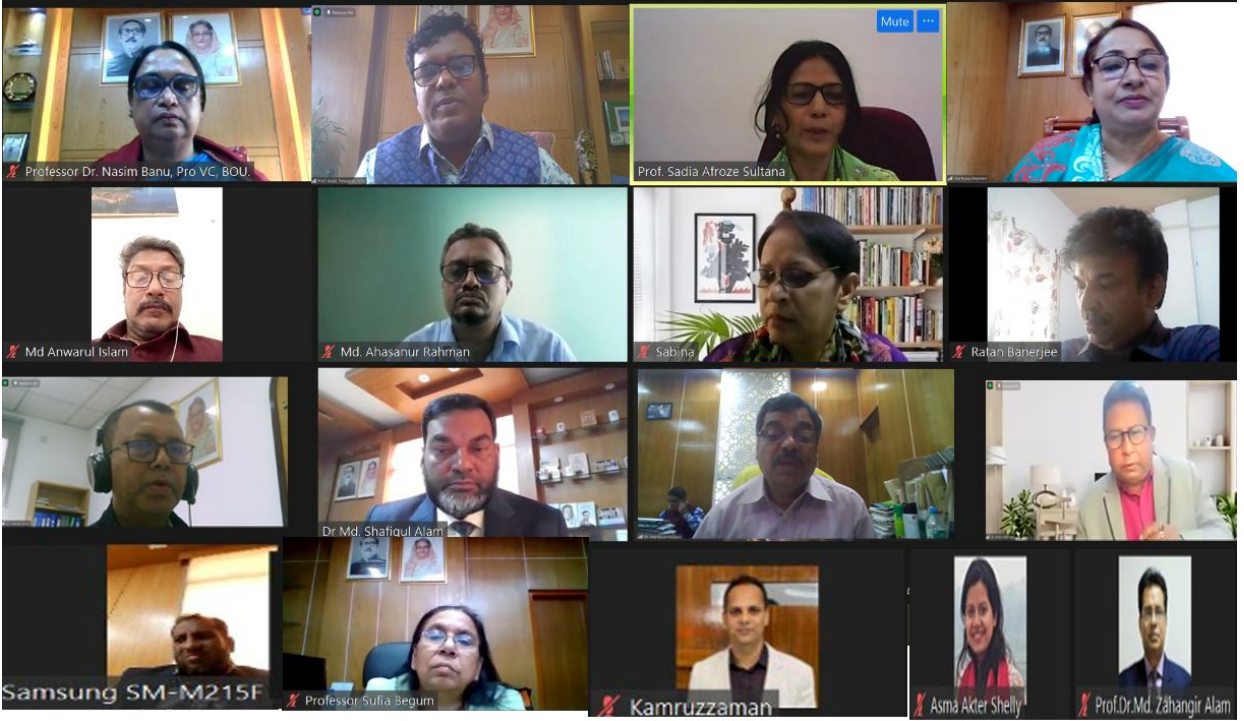 Mute ...
Professor Dr. Nasim Banu, Pro VC, BOU.
Prof. Sadia Afroze Sultana
Md Anwarul Islam
Md. Ahasanur Rahman
Sabina
Ratan Banerjee
Dr Md. Shafiqul Alam
Samsung SM-M215F
Professor Sufia Begum
Kamruzzaman
Asma Akter Shelly
Prof.Dr.Md. Zahangir Alam